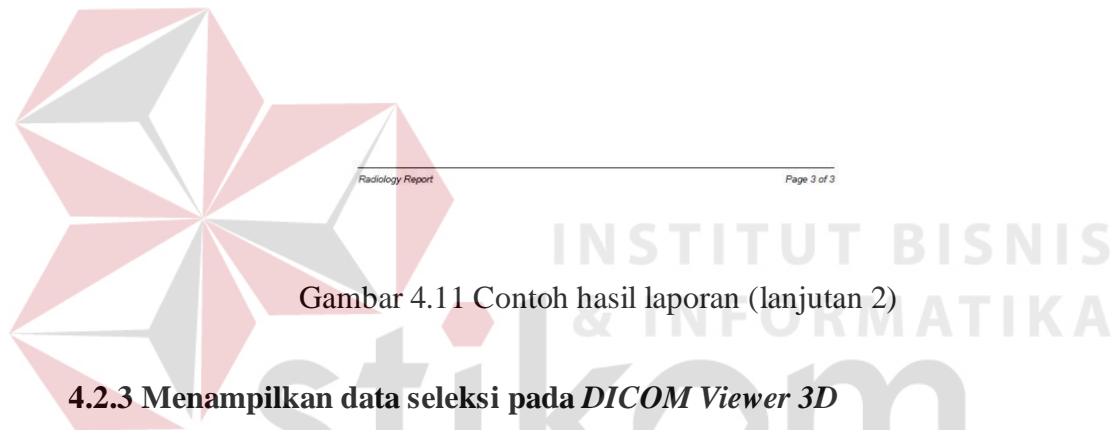 Radiology Report Page 3 of 3
INSTITUT BISNIS
Gambar 4.11 Contoh hasil laporan (lanjutan 2)
& INFORMATIKA
stikom
4.2.3 Menampilkan data seleksi pada DICOM Viewer 3D